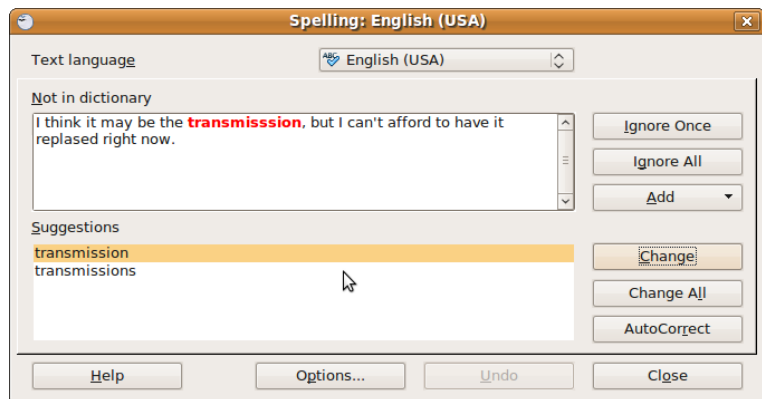 Spelling: English (USA)
Text language
ABC English (USA)
Not in dictionary
I think it may be the transmisssion, but I can't afford to have it
replased right now.
Ignore Once
Ignore All
Add
Suggestions
transmission
transmissions
Change
Change All
AutoCorrect
Help
Options...
Undo
Close